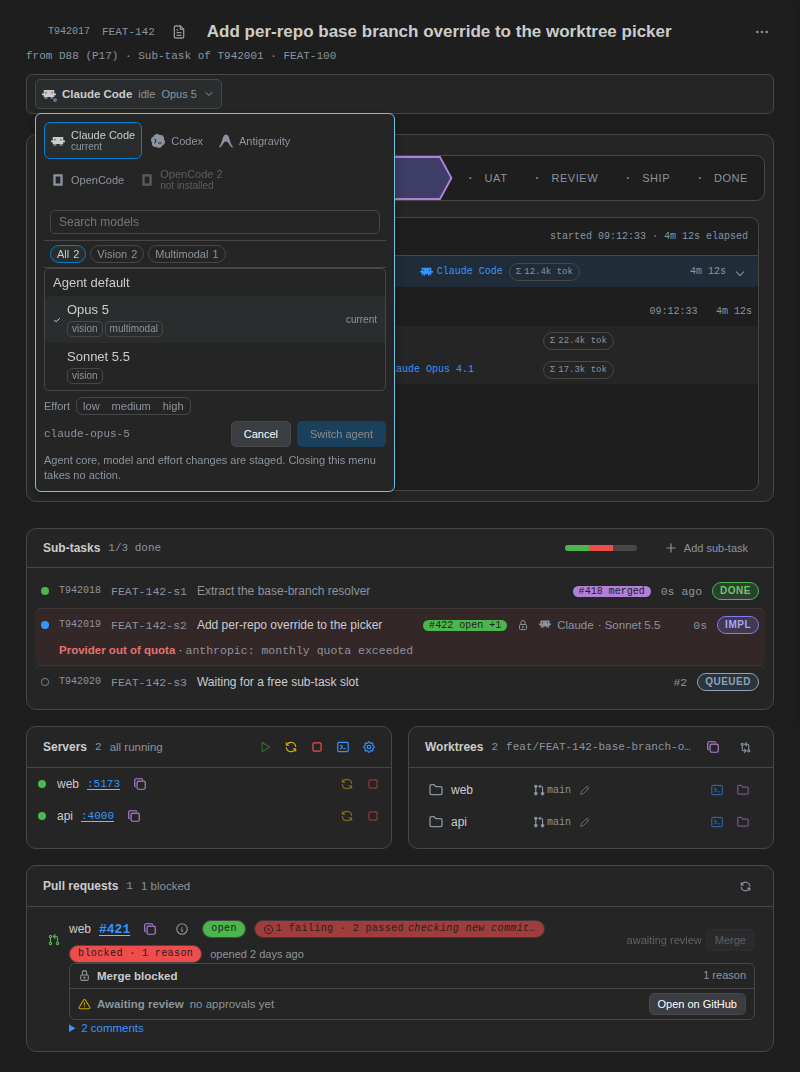 T942017 FEAT-142 Add per-repo base branch override to the worktree picker
from D88 (P17) · Sub-task of T942001 · FEAT-100
Claude Code idle Opus 5
Claude Code
current
Codex
Antigravity
OpenCode
OpenCode 2
not installed
· UAT · REVIEW · SHIP · DONE
Search models
All 2 Vision 2 Multimodal 1
Agent default
Opus 5
vision multimodal
current
Sonnet 5.5
vision
Effort low medium high
claude-opus-5 Cancel Switch agent
Agent core, model and effort changes are staged. Closing this menu
takes no action.
started 09:12:33 · 4m 12s elapsed
Claude Code Σ 12.4k tok 4m 12s
09:12:33 4m 12s
Σ 22.4k tok
aude Opus 4.1 Σ 17.3k tok
Sub-tasks 1/3 done Add sub-task
T942018 FEAT-142-s1 Extract the base-branch resolver #418 merged 0s ago DONE
T942019 FEAT-142-s2 Add per-repo override to the picker #422 open +1 Claude · Sonnet 5.5 0s IMPL
Provider out of quota · anthropic: monthly quota exceeded
T942020 FEAT-142-s3 Waiting for a free sub-task slot #2 QUEUED
Servers 2 all running
web :5173
api :4000
Worktrees 2 feat/FEAT-142-base-branch-o…
web main
api main
Pull requests 1 1 blocked
web #421 open 1 failing · 2 passed checking new commit…
blocked · 1 reason opened 2 days ago
awaiting review Merge
Merge blocked 1 reason
Awaiting review no approvals yet Open on GitHub
2 comments